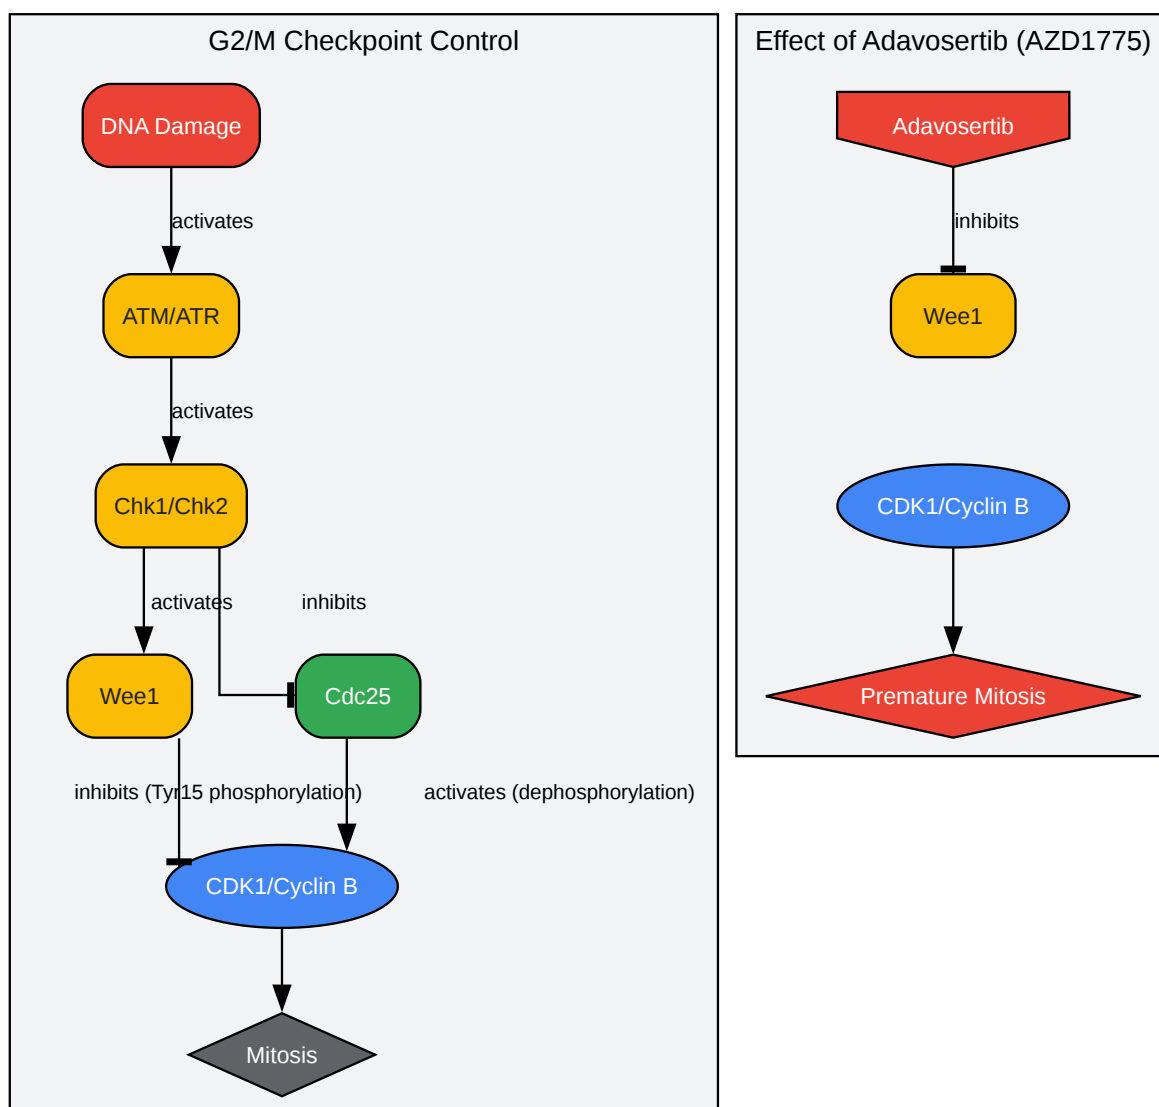 G2/M Checkpoint Control
DNA Damage
activates
ATM/ATR
activates
Chk1/Chk2
activates
inhibits
Wee1
Cdc25
inhibits (Tyr15 phosphorylation)
activates (dephosphorylation)
CDK1/Cyclin B
Mitosis
Effect of Adavosertib (AZD1775)
Adavosertib
inhibits
Wee1
CDK1/Cyclin B
Premature Mitosis